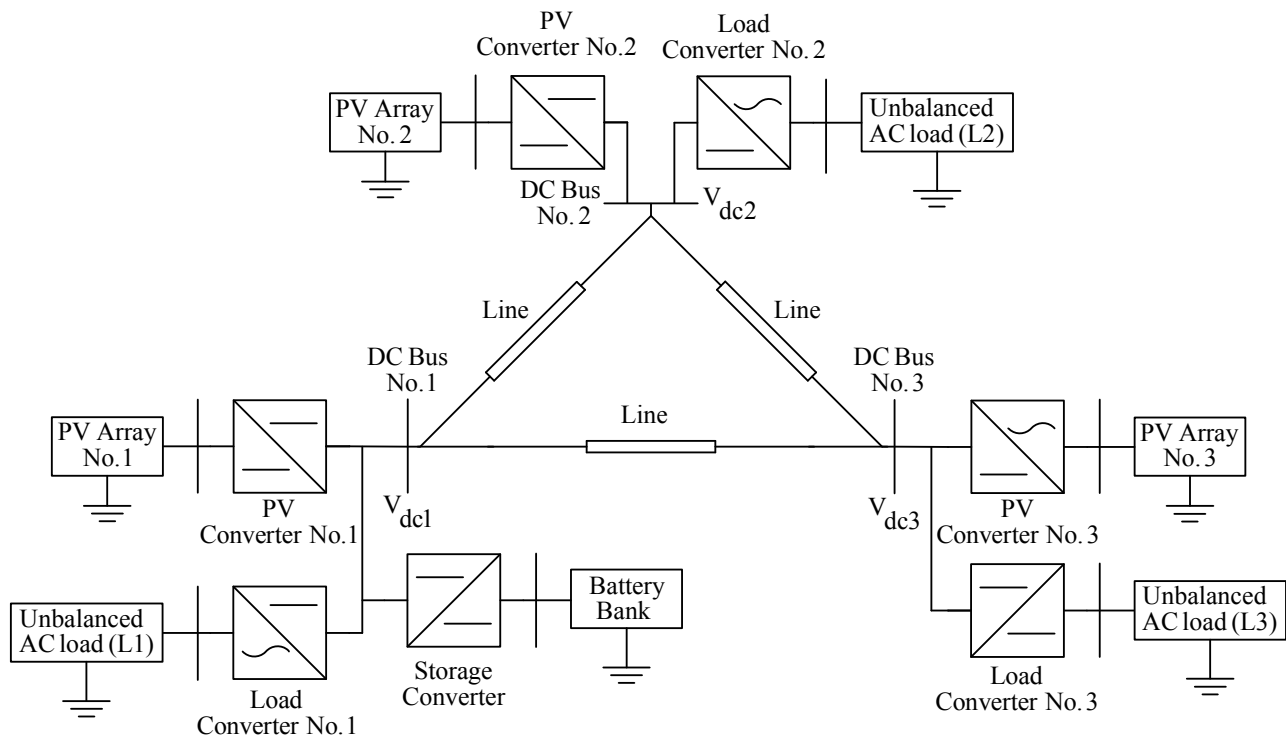 PV
Converter No.2
Load
Converter No.2
PV Array
No. 2
Unbalanced
AC load (L2)
DC Bus
No. 2
Vdc2
Line
Line
DC Bus
No.1
DC Bus
No. 3
Line
PV Array
No.1
PV Array
No. 3
Vdc1
Vdc3
PV
Converter No.1
PV
Converter No. 3
Unbalanced
AC load (L1)
Battery
Bank
Unbalanced
AC load (L3)
Load
Converter No.1
Storage
Converter
Load
Converter No. 3